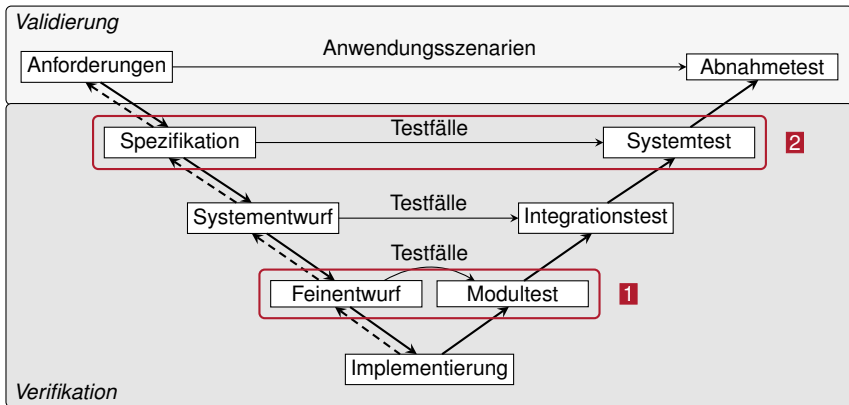 Validierung
Anwendungsszenarien
Anforderungen
Abnahmetest
Testfälle
Spezifikation
Systemtest
2
Testfälle
Systementwurf
Integrationstest
Testfälle
Feinentwurf
Modultest
1
Implementierung
Verifikation